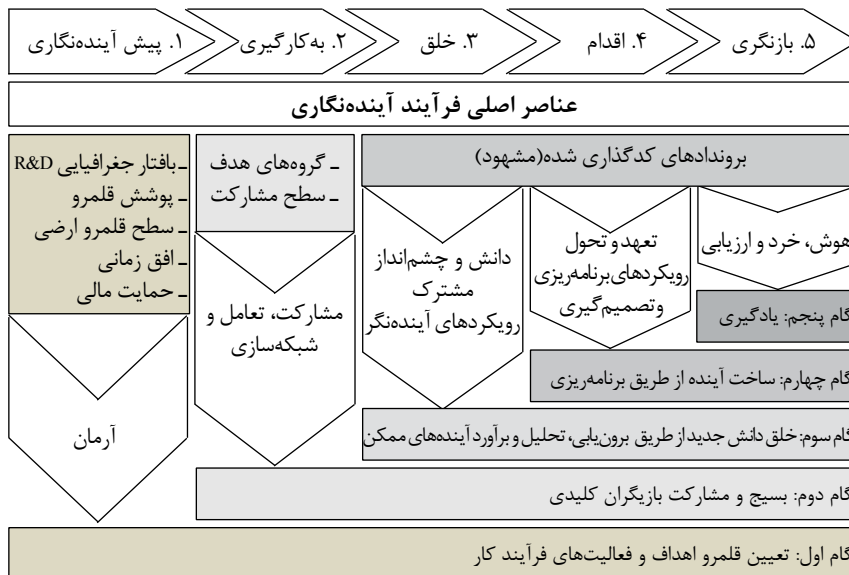 ۱. پیش آینده‌نگاری
۲. به‌کارگیری
۳. خلق
۴. اقدام
۵. بازنگری
عناصر اصلی فرآیند آینده‌نگاری
ـ بافتار جغرافیایی R&D
ـ پوشش قلمرو
ـ سطح قلمرو ارضی
ـ افق زمانی
ـ حمایت مالی
آرمان
ـ گروه‌های هدف
ـ سطح مشارکت
مشارکت، تعامل و
شبکه‌سازی
بروندادهای کدگذاری شده(مشهود)
دانش و چشم‌انداز
مشترک
رویکردهای آینده‌نگر
تعهد و تحول
رویکردهای برنامه‌ریزی
وتصمیم‌گیری
هوش، خرد و ارزیابی
گام پنجم: یادگیری
گام چهارم: ساخت آینده از طریق برنامه‌ریزی
گام سوم: خلق دانش جدید از طریق برون‌یابی، تحلیل و برآورد آینده‌های ممکن
گام دوم: بسیج و مشارکت بازیگران کلیدی
گام اول: تعیین قلمرو اهداف و فعالیت‌های فرآیند کار